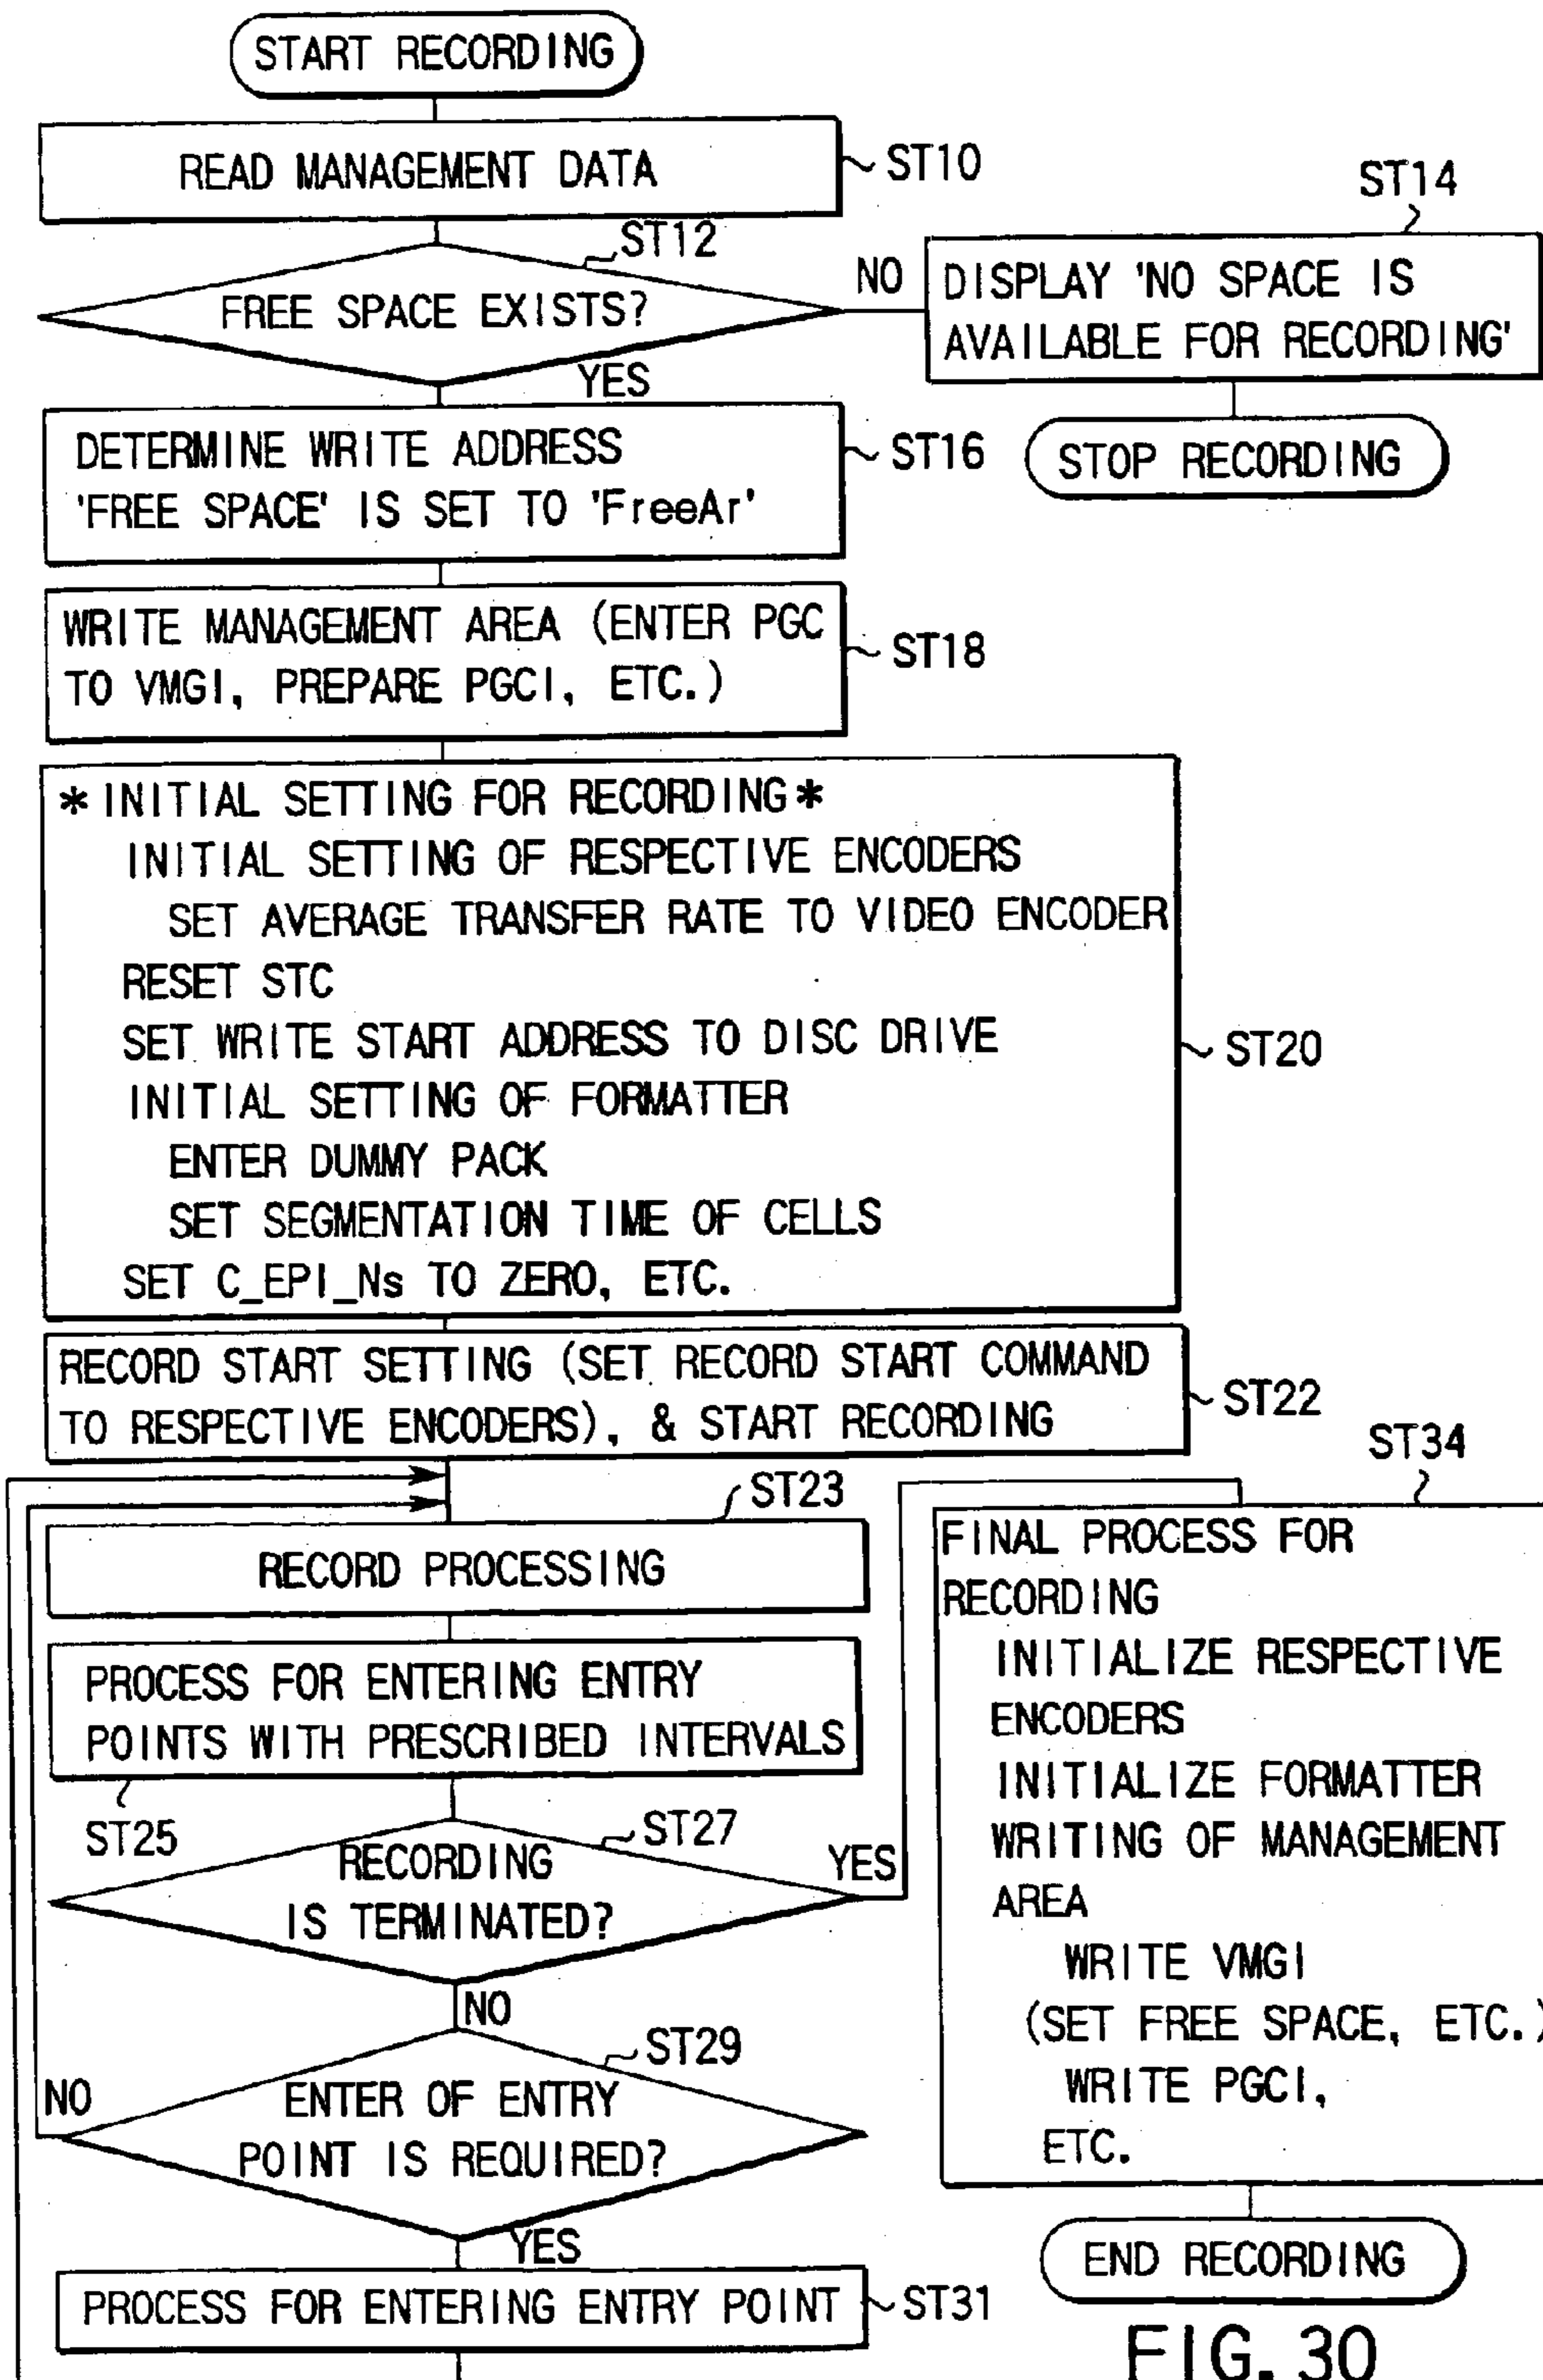 START RECORDING
READ MANAGEMENT DATA
ST10
ST12
FREE SPACE EXISTS?
NO
YES
ST14
DISPLAY 'NO SPACE IS
AVAILABLE FOR RECORDING'
STOP RECORDING
DETERMINE WRITE ADDRESS
'FREE SPACE' IS SET TO 'FreeAr'
ST16
WRITE MANAGEMENT AREA (ENTER PGC
TO VMGI, PREPARE PGCI, ETC.)
ST18
* INITIAL SETTING FOR RECORDING *
INITIAL SETTING OF RESPECTIVE ENCODERS
SET AVERAGE TRANSFER RATE TO VIDEO ENCODER
RESET STC
SET WRITE START ADDRESS TO DISC DRIVE
INITIAL SETTING OF FORMATTER
ENTER DUMMY PACK
SET SEGMENTATION TIME OF CELLS
SET C_EPI_Ns TO ZERO, ETC.
ST20
RECORD START SETTING (SET RECORD START COMMAND
TO RESPECTIVE ENCODERS), & START RECORDING
ST22
ST23
RECORD PROCESSING
PROCESS FOR ENTERING ENTRY
POINTS WITH PRESCRIBED INTERVALS
ST25
ST27
RECORDING
IS TERMINATED?
YES
NO
ST29
ENTER OF ENTRY
POINT IS REQUIRED?
NO
YES
PROCESS FOR ENTERING ENTRY POINT
ST31
ST34
FINAL PROCESS FOR
RECORDING
INITIALIZE RESPECTIVE
ENCODERS
INITIALIZE FORMATTER
WRITING OF MANAGEMENT
AREA
WRITE VMGI
(SET FREE SPACE, ETC.)
WRITE PGCI,
ETC.
END RECORDING
FIG. 30